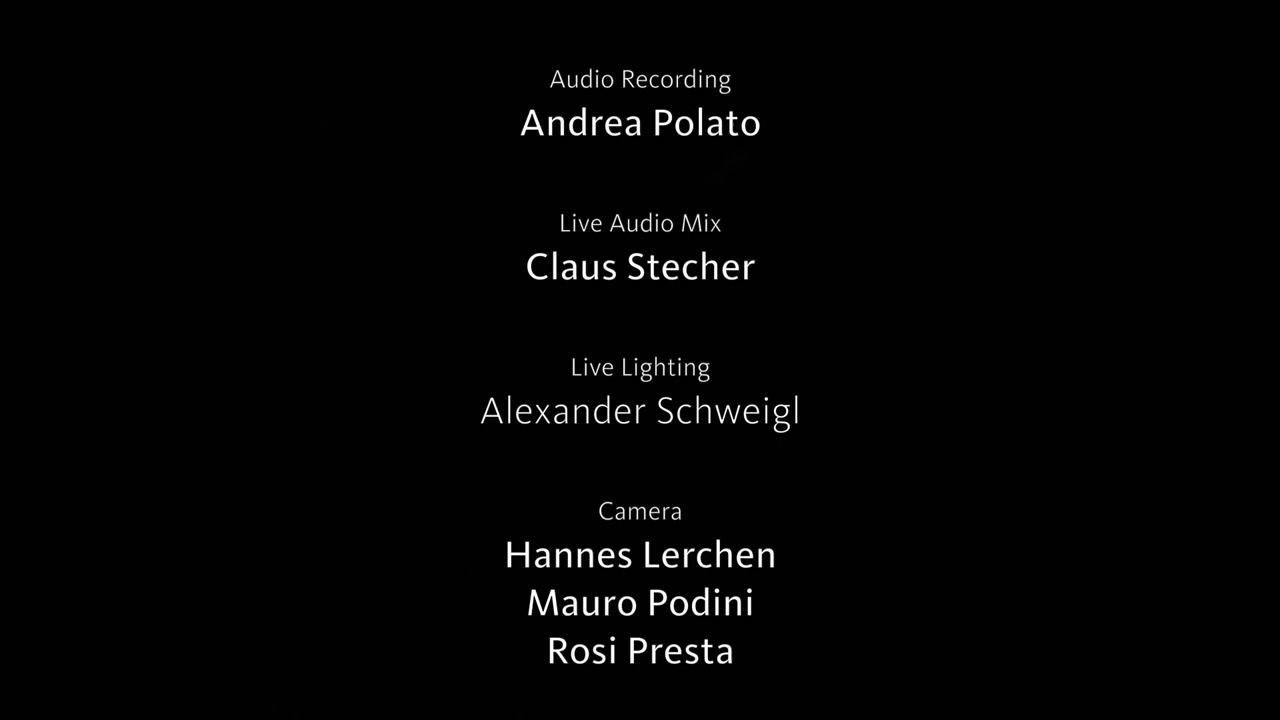 Audio Recording
Andrea Polato
Live Audio Mix
Claus Stecher
Live Lighting
Alexander Schweigl
Camera
Hannes Lerchen
Mauro Podini
Rosi Presta